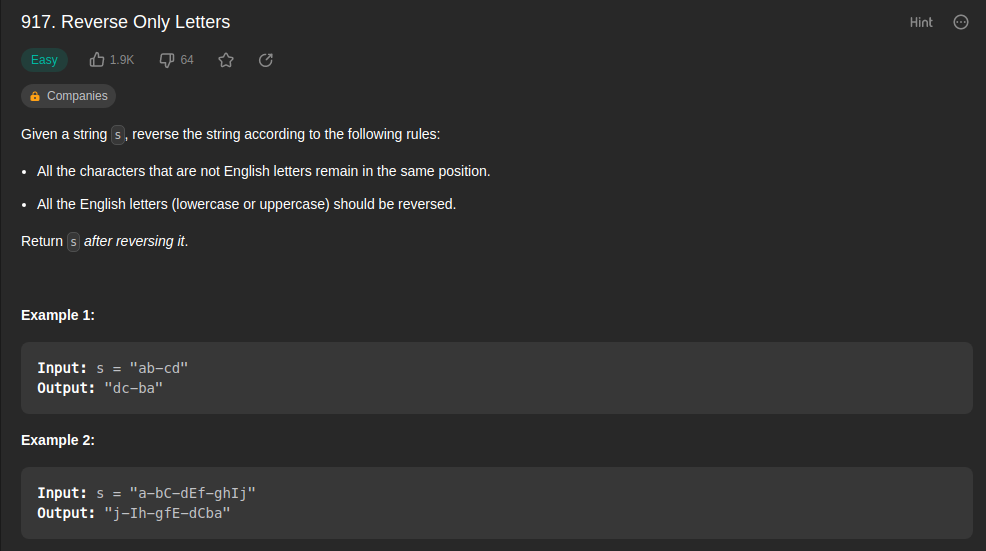 917. Reverse Only Letters
Hint
Easy 1.9K 64
Companies
Given a string s, reverse the string according to the following rules:
• All the characters that are not English letters remain in the same position.
• All the English letters (lowercase or uppercase) should be reversed.
Return s after reversing it.
Example 1:
Input: s = "ab-cd"
Output: "dc-ba"
Example 2:
Input: s = "a-bC-dEf-ghIj"
Output: "j-Ih-gfE-dCba"